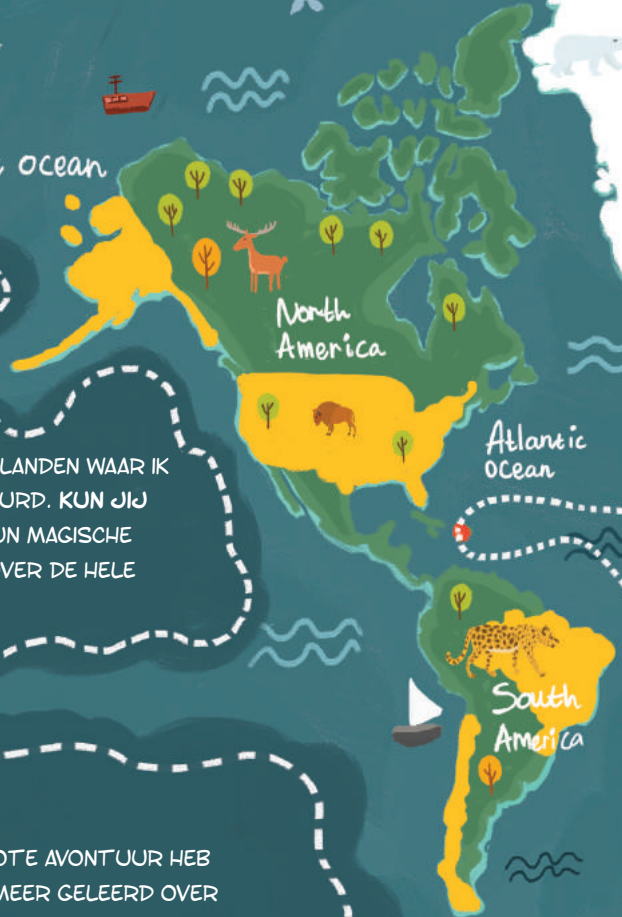 ocean
North
America
Atlantic
ocean
LANDEN WAAR IK
URD. KUN JIJ
UN MAGISCHE
VER DE HELE
South
America
OTE AVONTUUR HEB
MEER GELEERD OVER